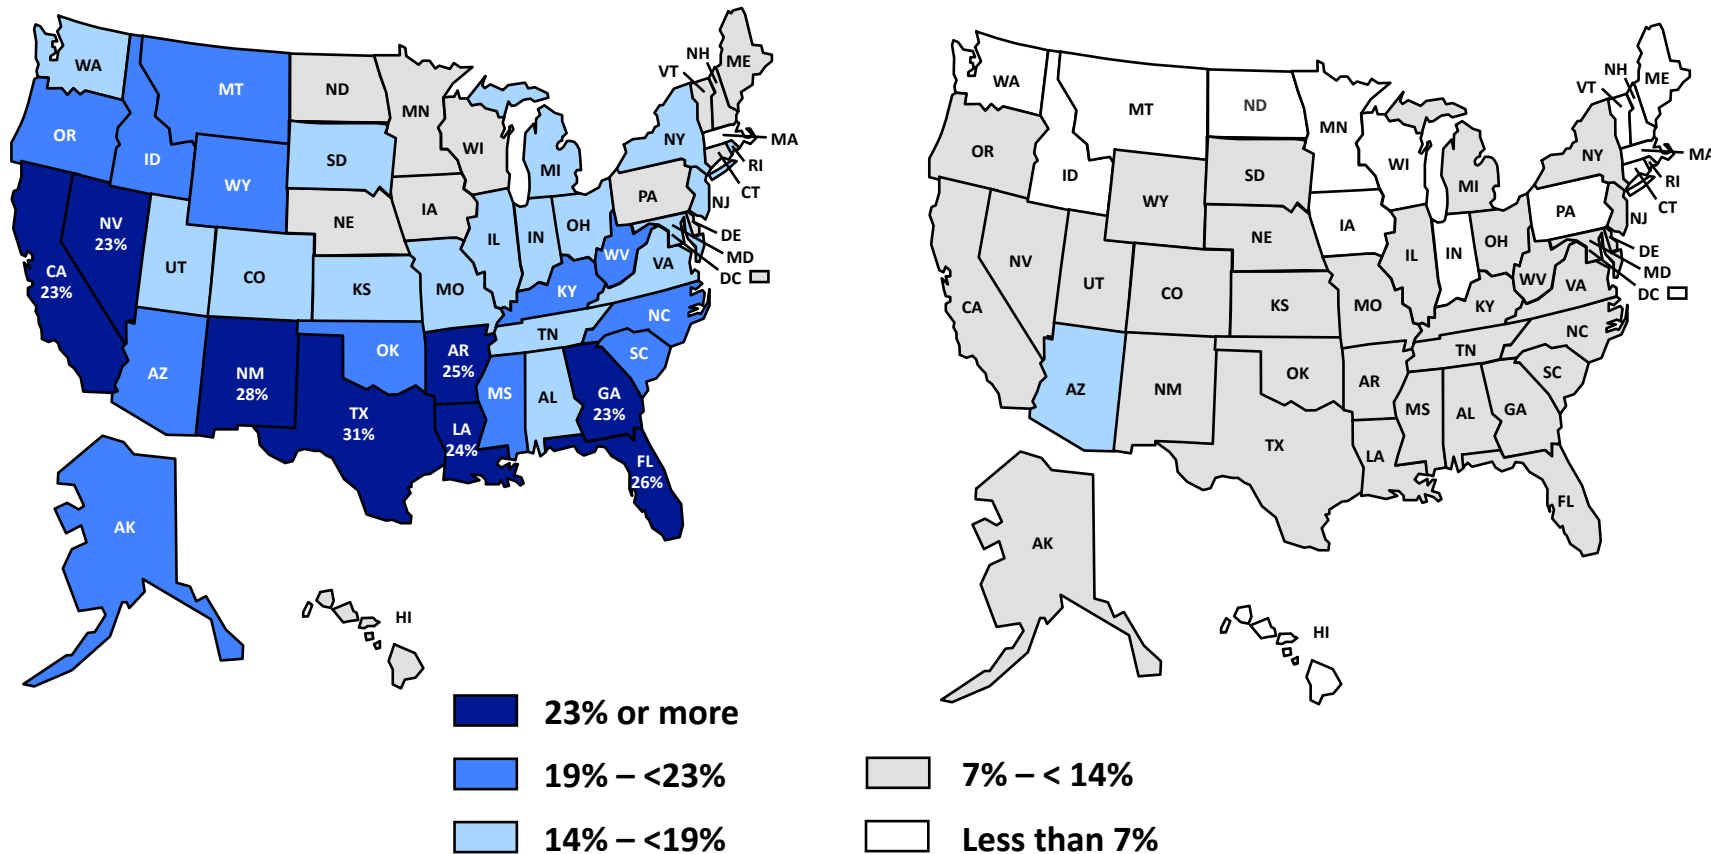 WA
MT
ND
MN
VT
NH
ME
OR
ID
SD
WI
NY
MA
WY
MI
RI
IA
PA
CT
NE
NJ
NV
23%
IL
IN
OH
DE
CA
23%
UT
CO
KS
MO
WV
VA
MD
DC
KY
NC
TN
AZ
NM
28%
OK
AR
25%
SC
MS
AL
GA
23%
TX
31%
LA
24%
FL
26%
AK
HI
WA
MT
ND
MN
VT
NH
ME
OR
ID
SD
WI
NY
MA
WY
MI
RI
IA
PA
CT
NE
NJ
NV
IL
IN
OH
DE
CA
UT
CO
KS
MO
WV
VA
MD
DC
KY
NC
TN
AZ
NM
OK
AR
SC
MS
AL
GA
TX
LA
FL
AK
HI
23% or more
19% – <23%
14% – <19%
7% – < 14%
Less than 7%